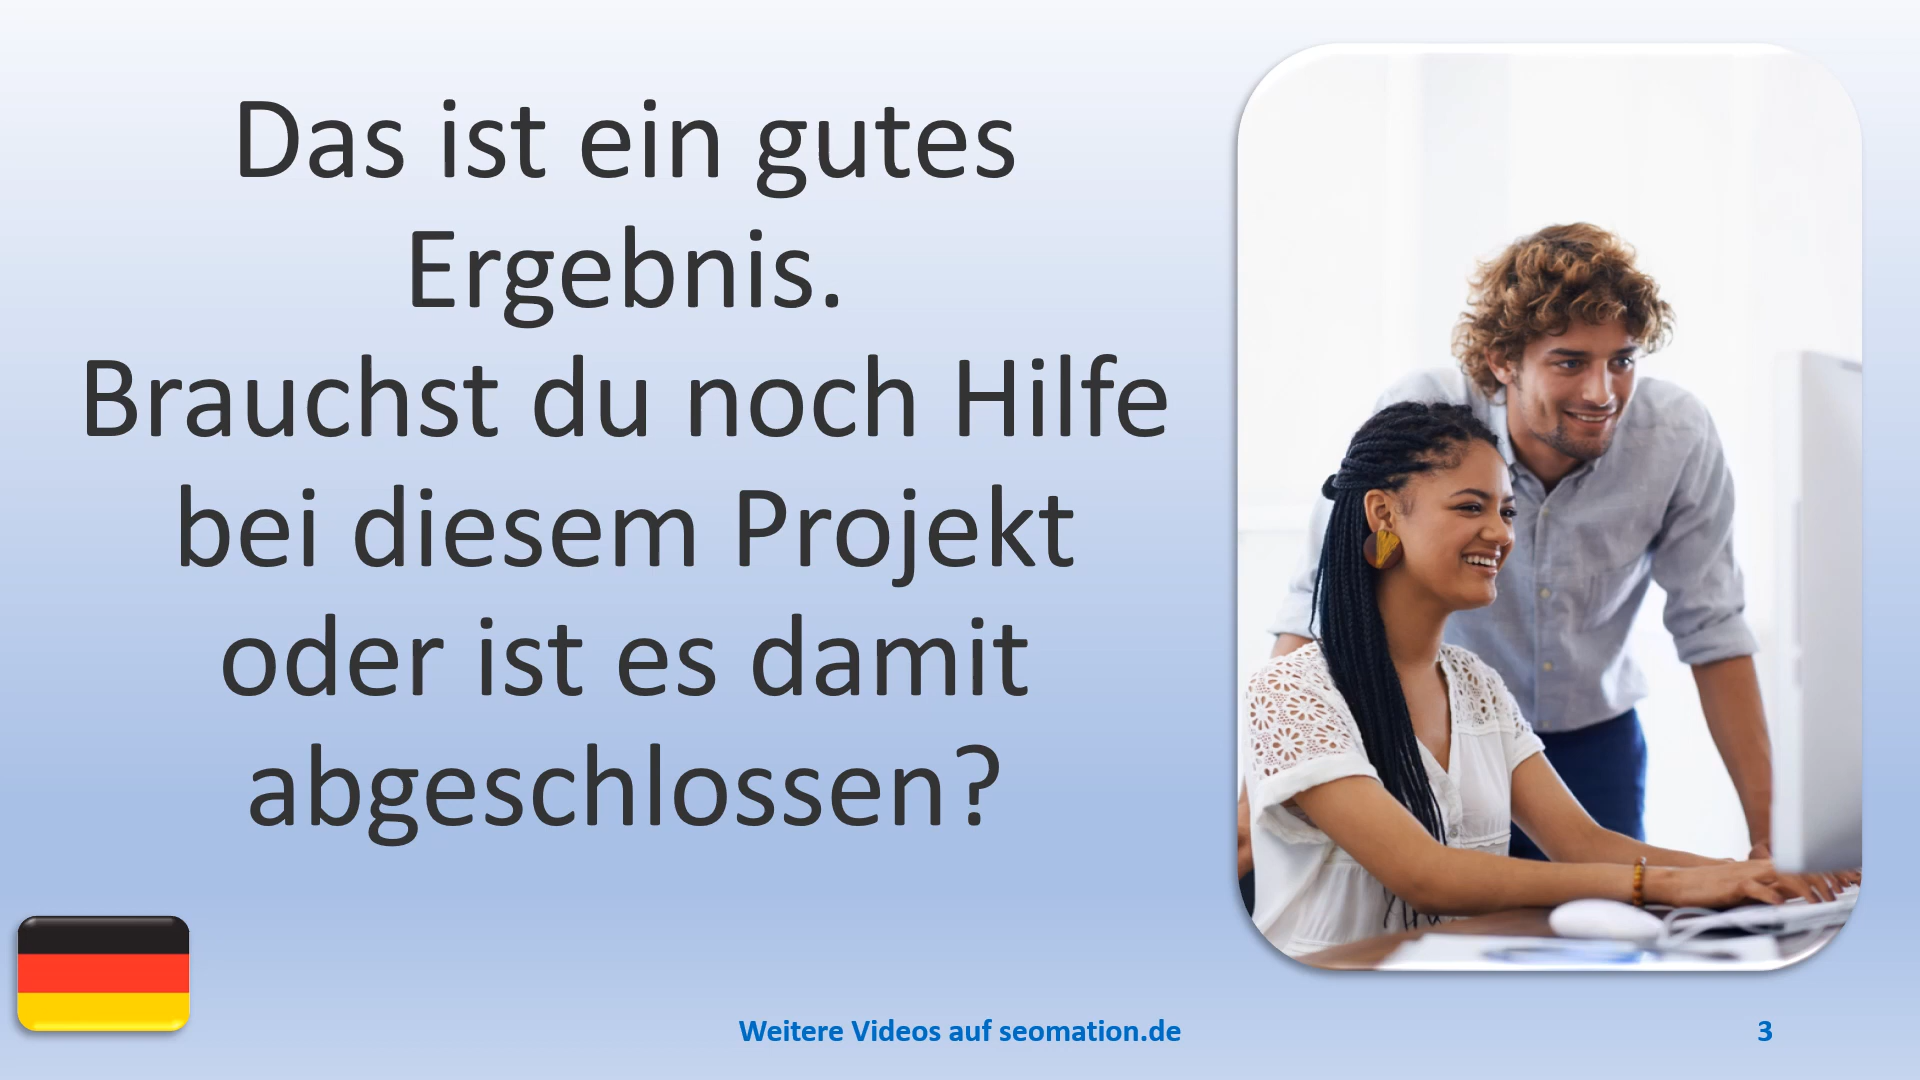 Das ist ein gutes
Ergebnis.
Brauchst du noch Hilfe
bei diesem Projekt
oder ist es damit
abgeschlossen?
Weitere Videos auf seomation.de
3